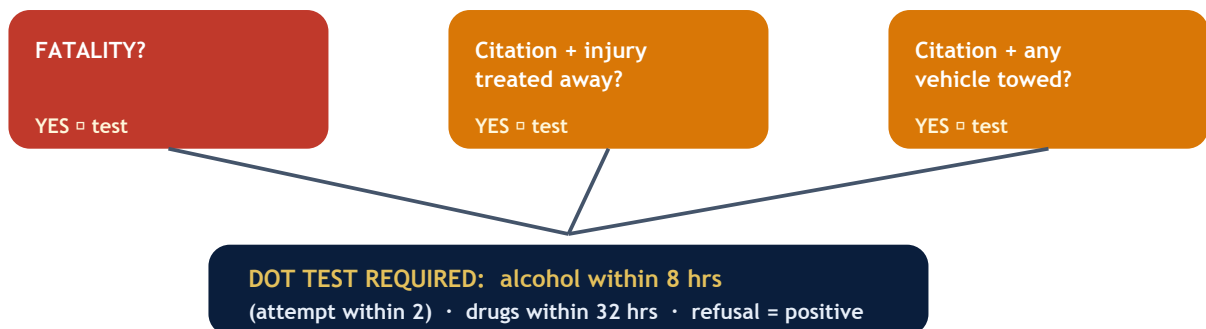 FATALITY?
YES □ test
Citation + injury
treated away?
YES □ test
Citation + any
vehicle towed?
YES □ test
DOT TEST REQUIRED: alcohol within 8 hrs
(attempt within 2) · drugs within 32 hrs · refusal = positive